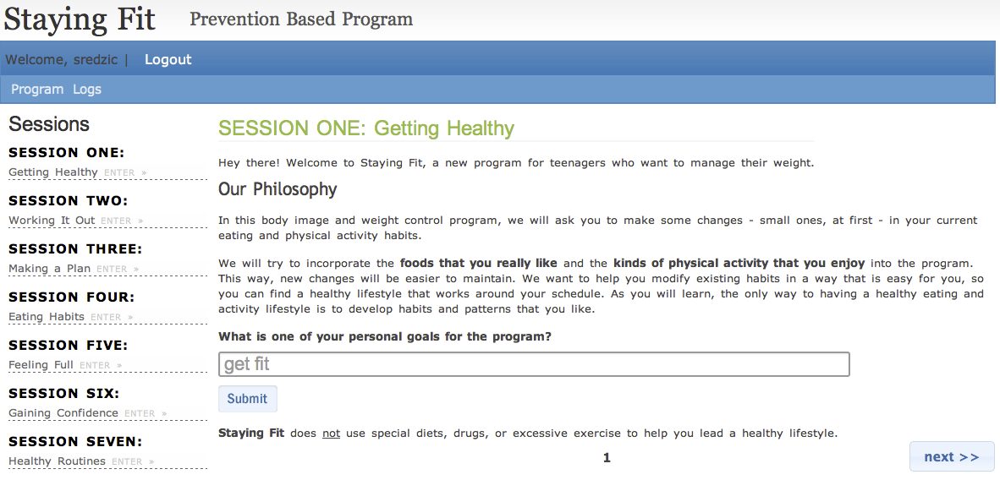 Staying Fit Prevention Based Program
Welcome, sredzic | Logout
Program Logs
Sessions
SESSION ONE:
Getting Healthy ENTER »
SESSION TWO:
Working It Out ENTER »
SESSION THREE:
Making a Plan ENTER »
SESSION FOUR:
Eating Habits ENTER »
SESSION FIVE:
Feeling Full ENTER »
SESSION SIX:
Gaining Confidence ENTER »
SESSION SEVEN:
Healthy Routines ENTER »
SESSION ONE: Getting Healthy
Hey there! Welcome to Staying Fit, a new program for teenagers who want to manage their weight.
Our Philosophy
In this body image and weight control program, we will ask you to make some changes - small ones, at first - in your current
eating and physical activity habits.
We will try to incorporate the foods that you really like and the kinds of physical activity that you enjoy into the program.
This way, new changes will be easier to maintain. We want to help you modify existing habits in a way that is easy for you, so
you can find a healthy lifestyle that works around your schedule. As you will learn, the only way to having a healthy eating and
activity lifestyle is to develop habits and patterns that you like.
What is one of your personal goals for the program?
get fit
Submit
Staying Fit does not use special diets, drugs, or excessive exercise to help you lead a healthy lifestyle.
1
next >>